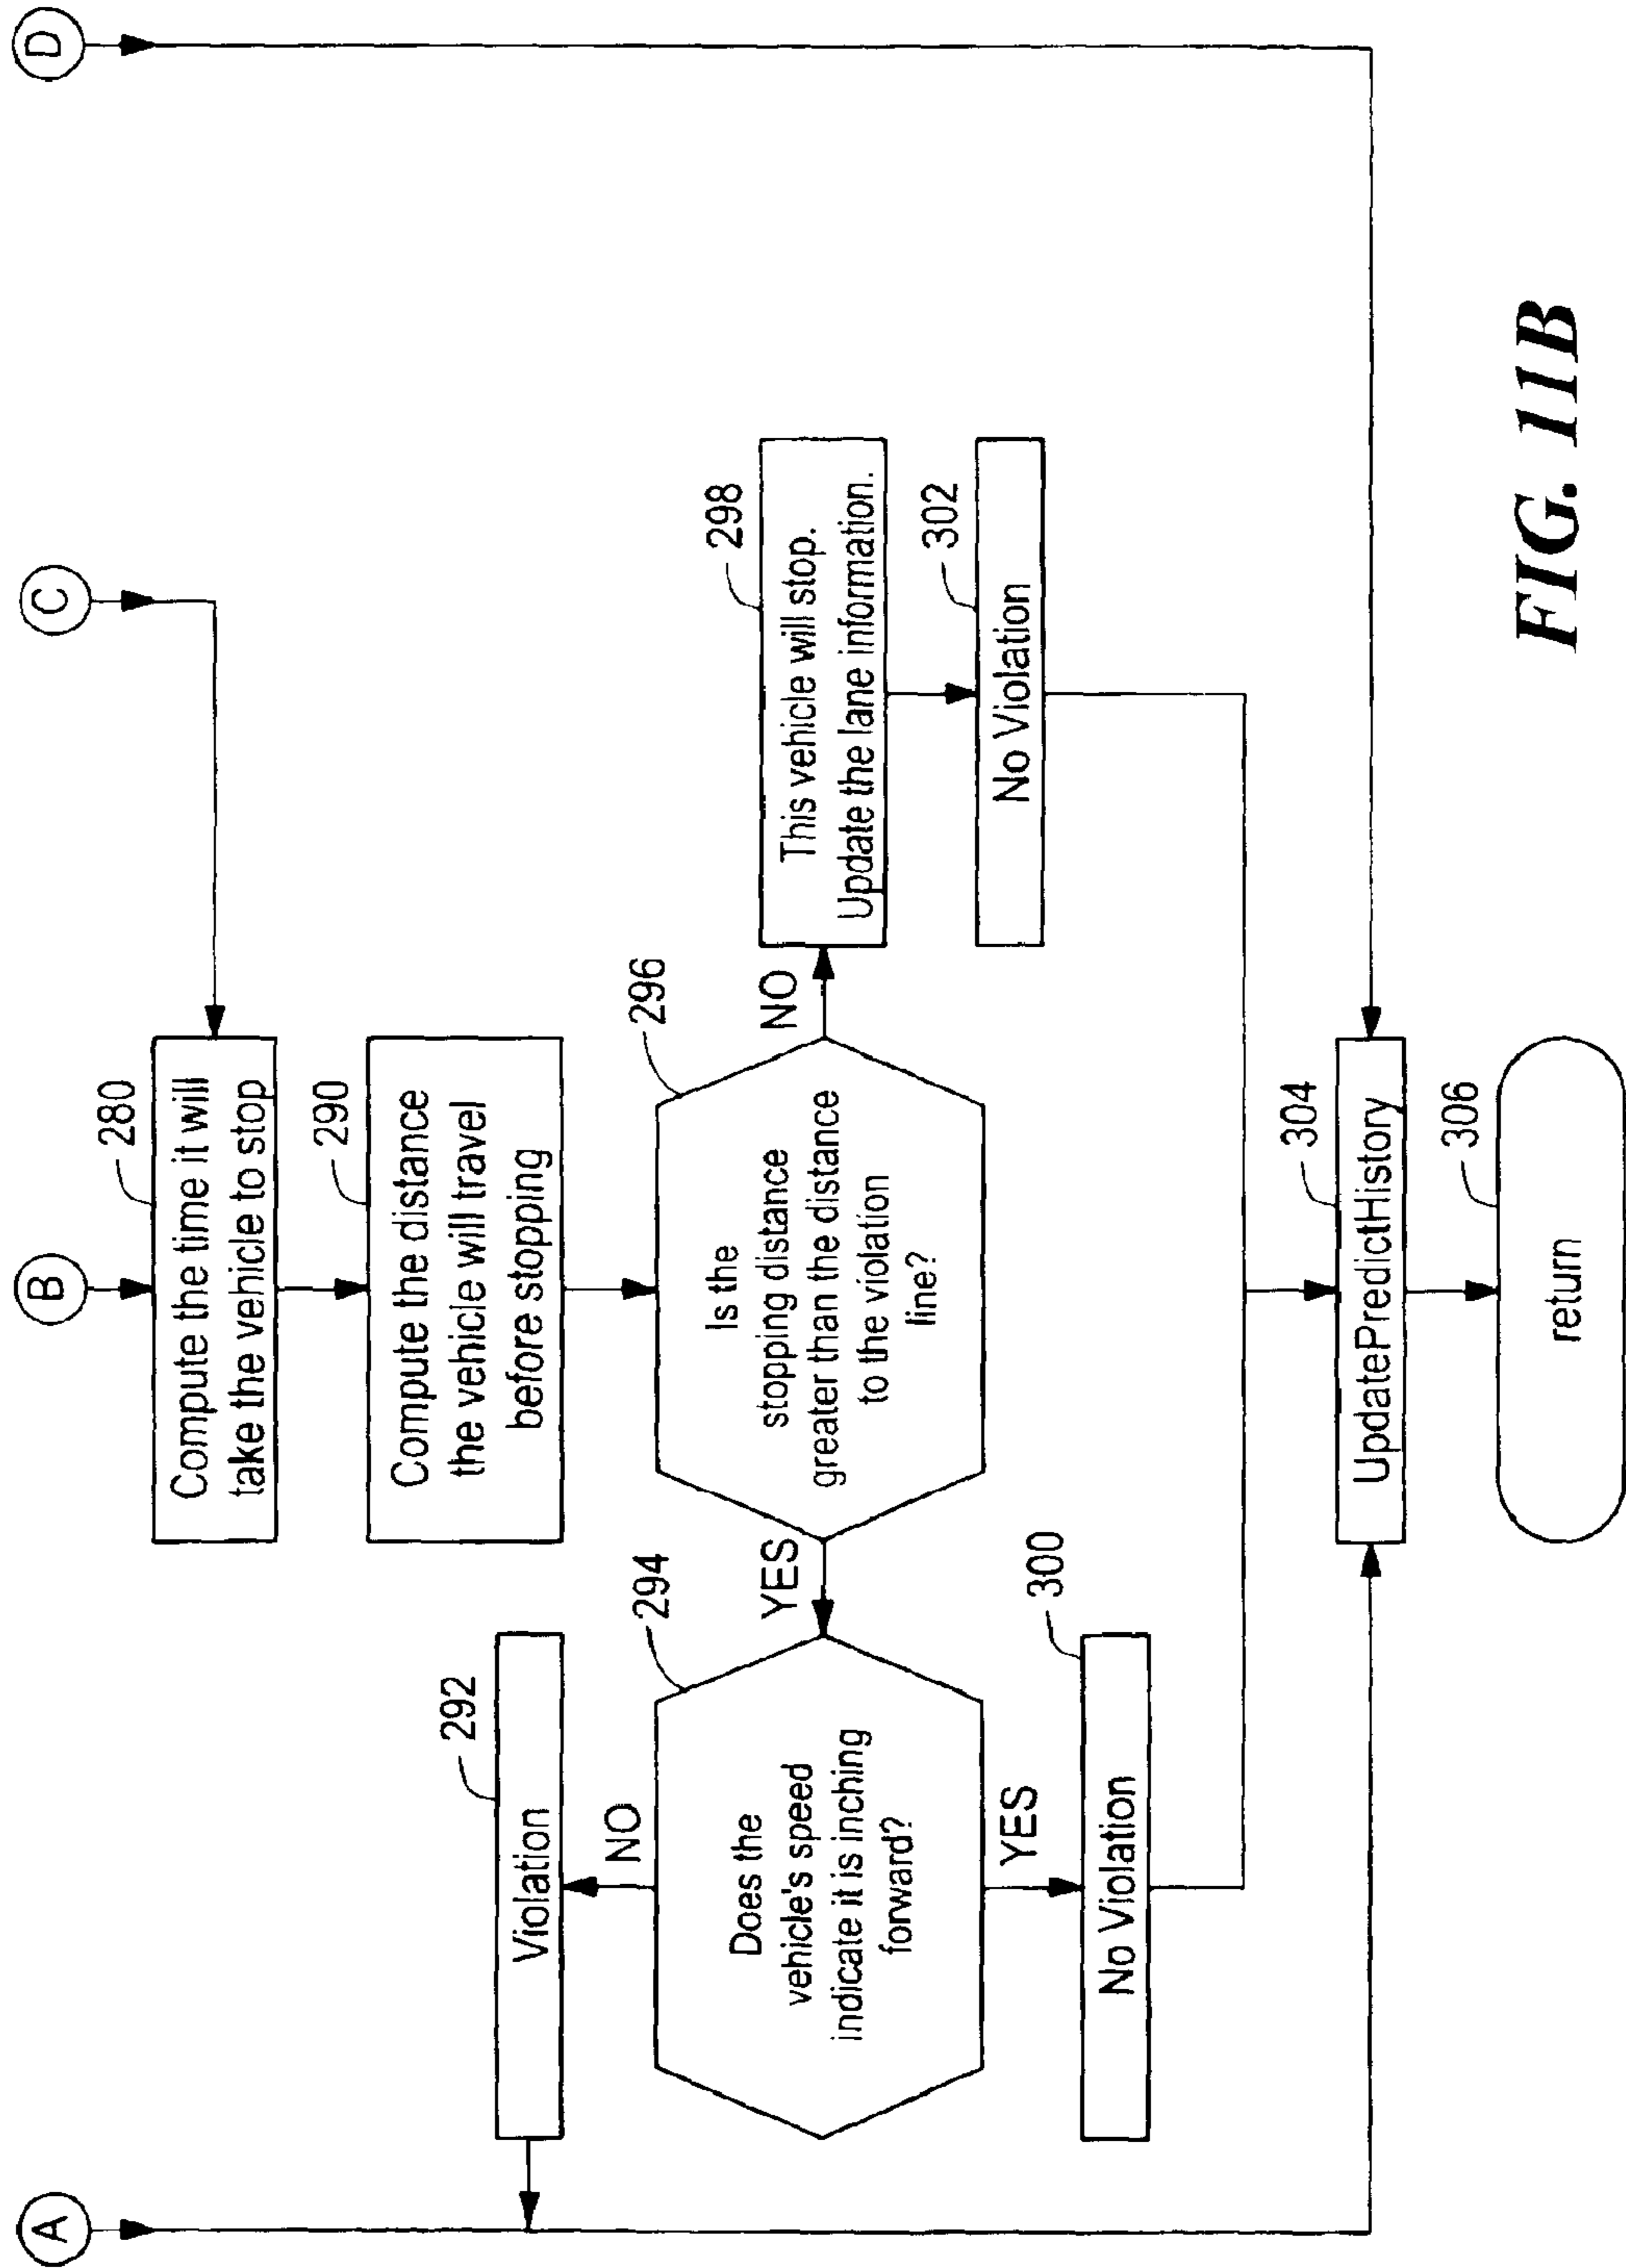 A
B
C
D
280
Compute the time it will
take the vehicle to stop
290
Compute the distance
the vehicle will travel
before stopping
296
Is the
stopping distance
greater than the distance
to the violation
line?
YES
NO
292
Violation
NO
294
Does the
vehicle's speed
indicate it is inching
forward?
YES
300
No Violation
298
This vehicle will stop.
Update the lane information.
302
No Violation
304
UpdatePredictHistory
306
return
FIG. 11B